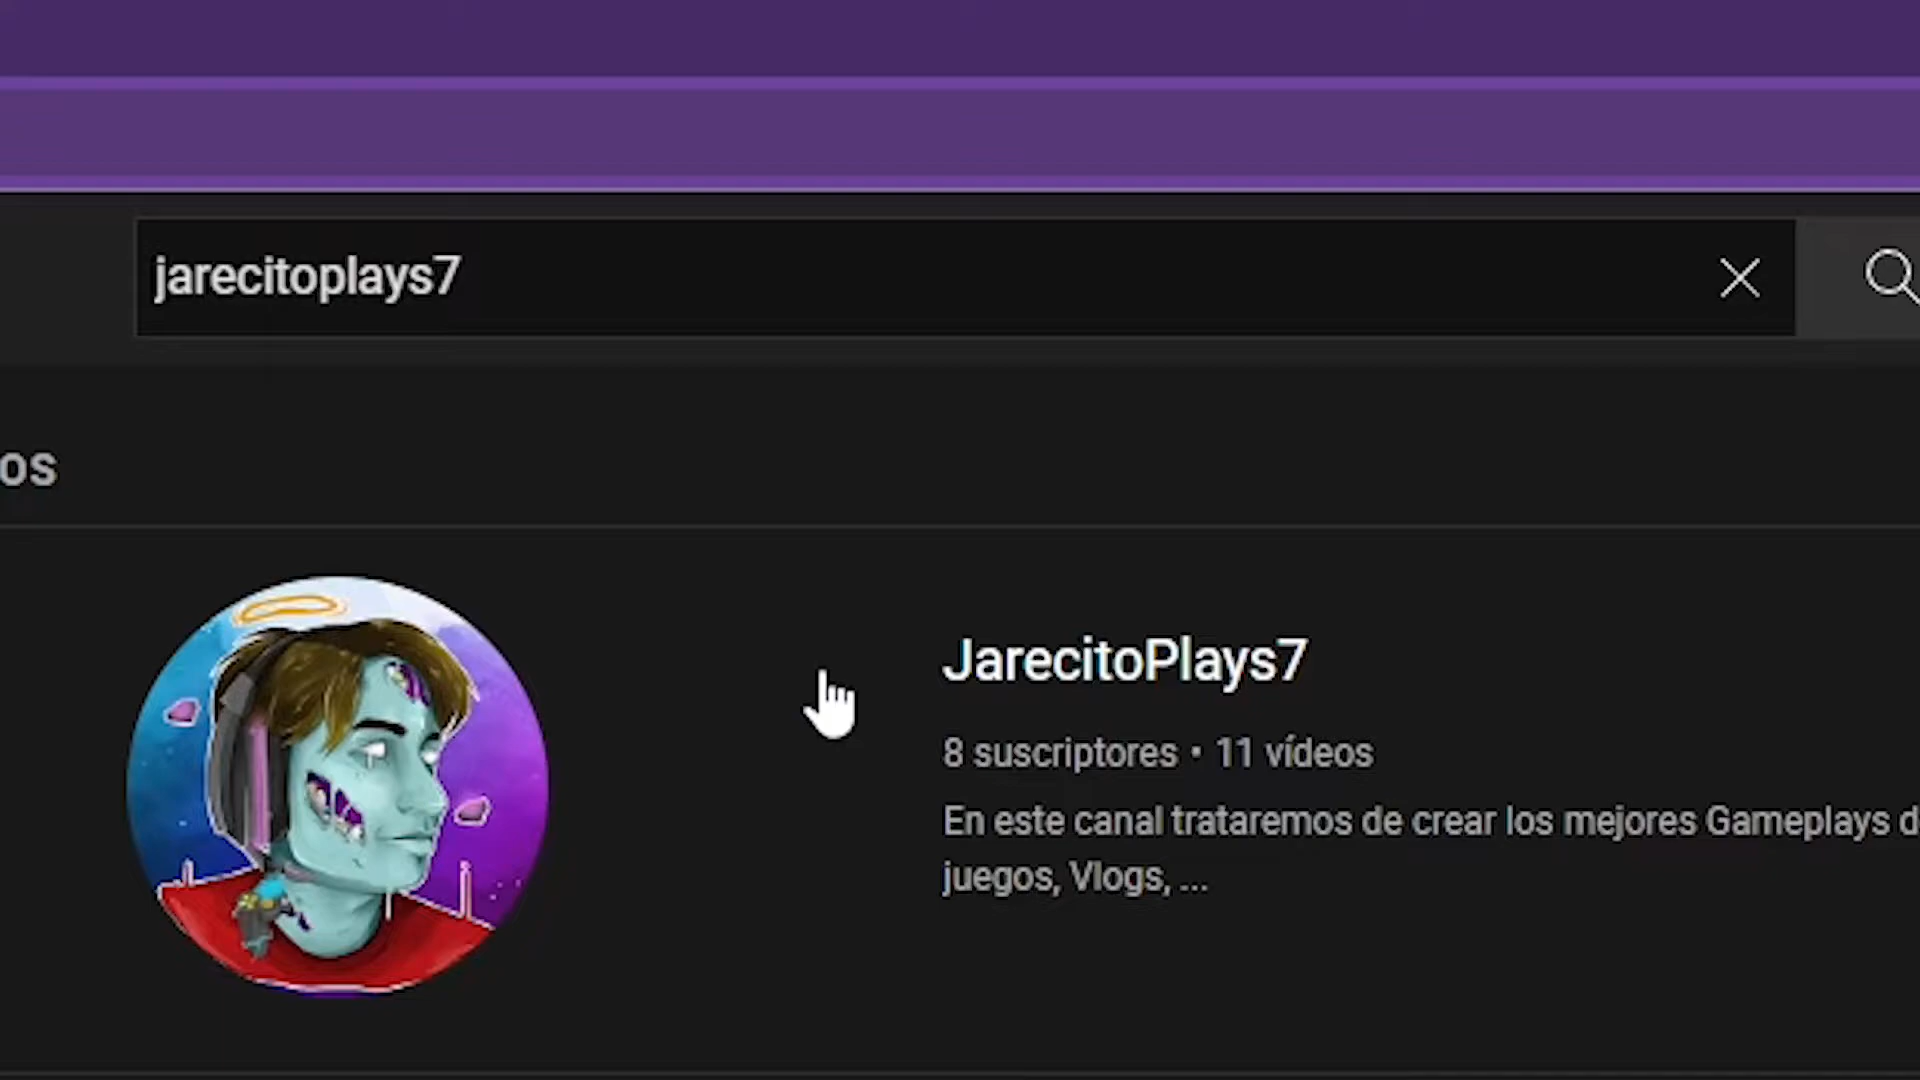 jarecitoplays7
os
JarecitoPlays7
8 suscriptores • 11 vídeos
En este canal trataremos de crear los mejores Gameplays d
juegos, Vlogs, ...